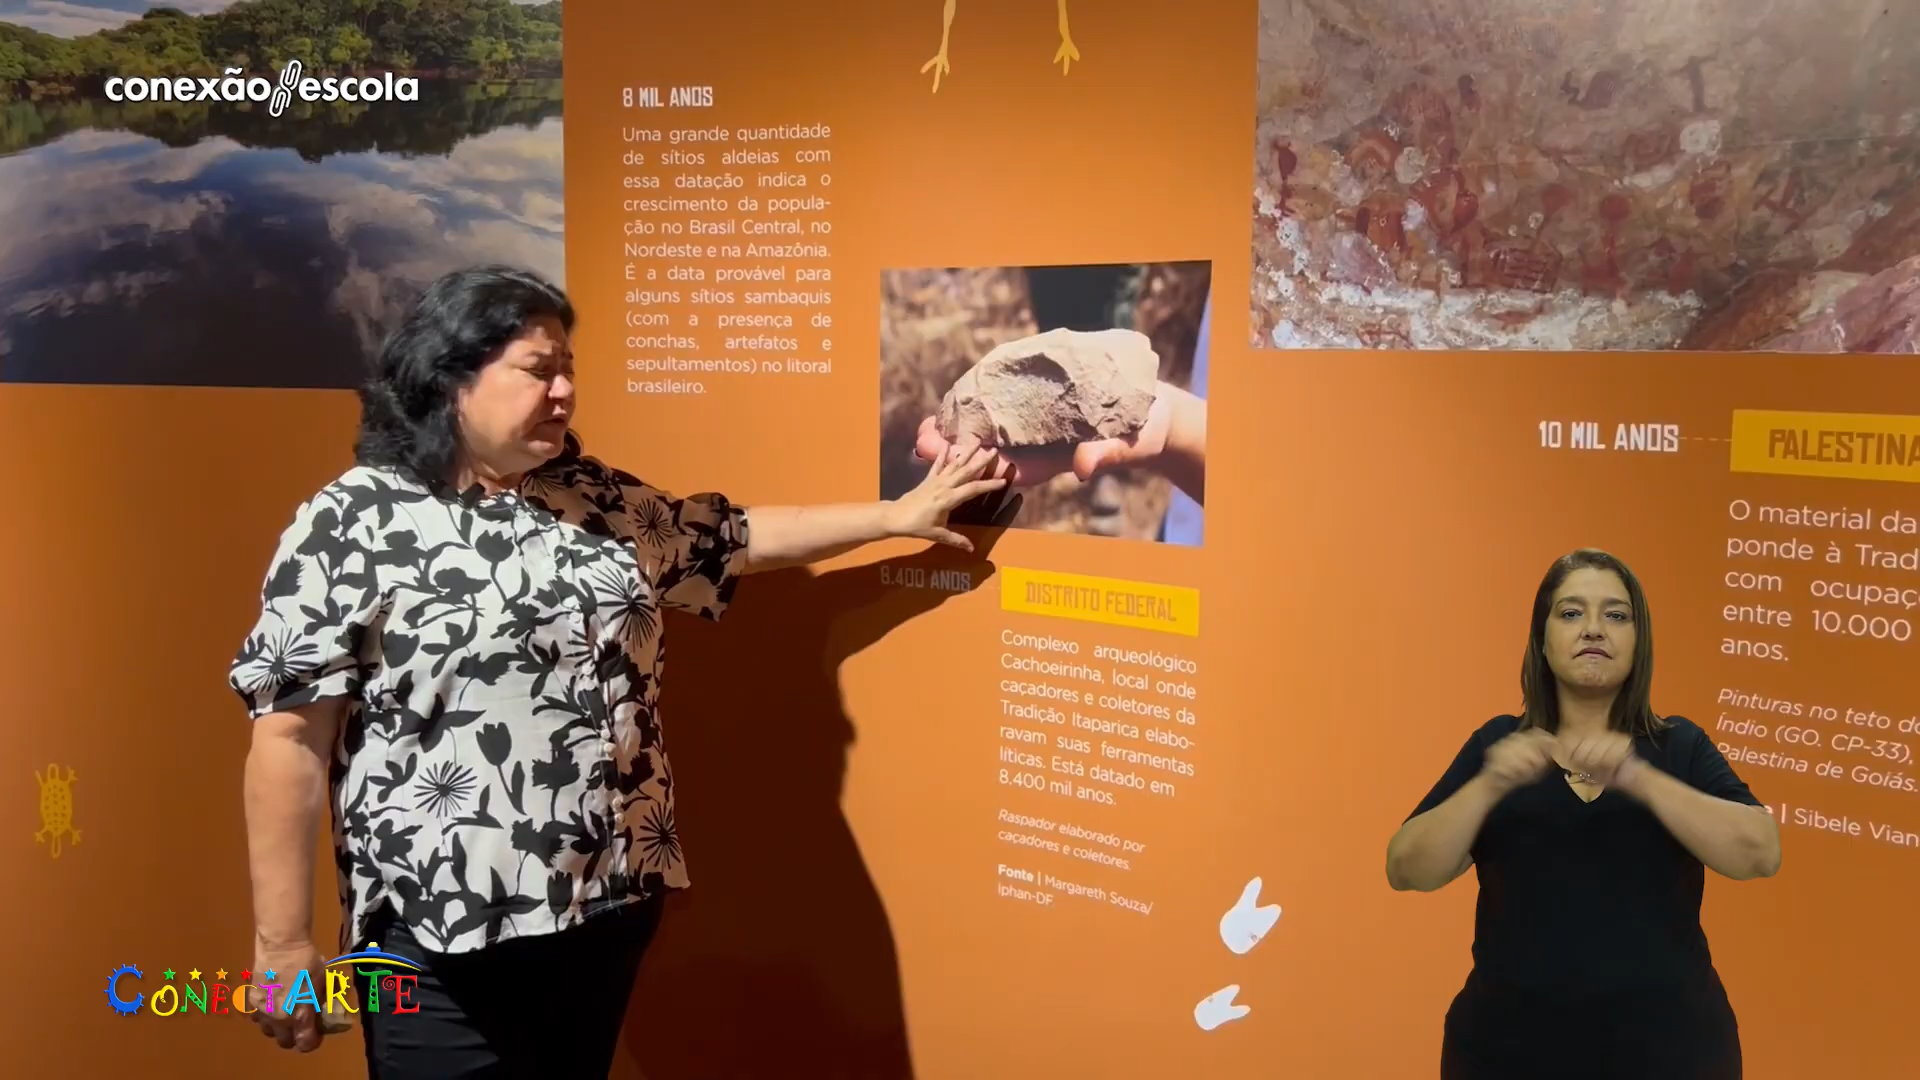 conexão escola
8 MIL ANOS
Uma grande quantidade
de sítios aldeias com
essa datação indica o
crescimento da popula-
ção no Brasil Central, no
Nordeste e na Amazônia.
É a data provável para
alguns sítios sambaquis
(com a presença de
conchas, artefatos e
sepultamentos) no litoral
brasileiro.
8.400 ANOS
DISTRITO FEDERAL
Complexo arqueológico
Cachoeirinha, local onde
caçadores e coletores da
Tradição Itaparica elabo-
ravam suas ferramentas
líticas. Está datado em
8.400 mil anos.
Raspador elaborado por
caçadores e coletores.
Fonte | Margareth Souza/
Iphan-DF
10 MIL ANOS
PALESTINA
O material da
ponde à Trad
com ocupaç
entre 10.000
anos.
Pinturas no teto do
Índio (GO. CP-33),
Palestina de Goiás.
| Sibele Vian
CONECTARTE